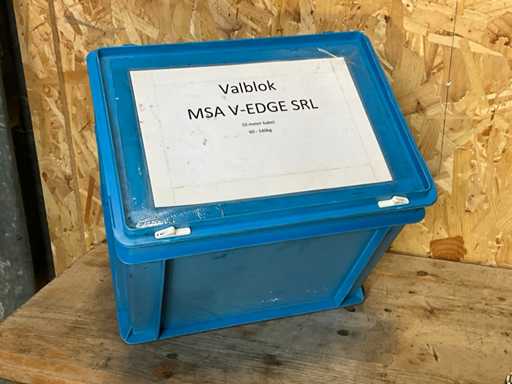 Valblok
MSA V-EDGE SRL
10 meter kabel
60 - 140kg